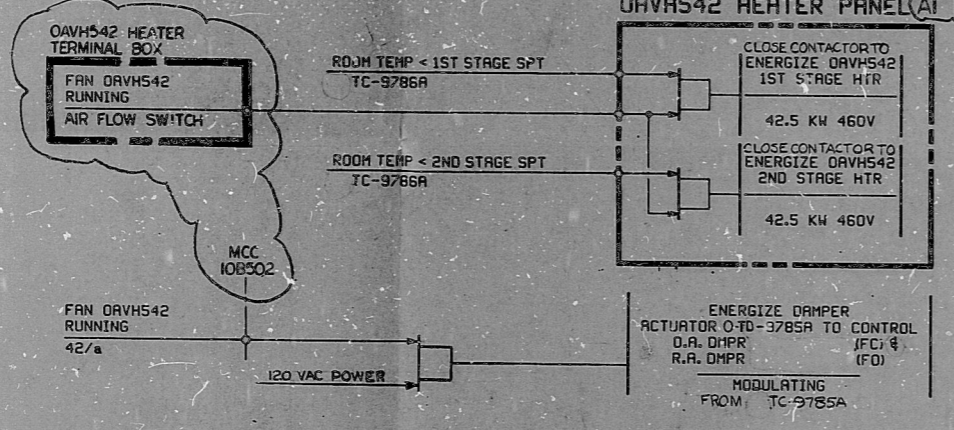 OAVH542 HEATER PANEL (A)
OAVH542 HEATER
TERMINAL BOX
FAN OAVH542
RUNNING
AIR FLOW SWITCH
ROOM TEMP < 1ST STAGE SPT
TC-9786A
CLOSE CONTACTOR TO
ENERGIZE OAVH542
1ST STAGE HTR
42.5 KW 460V
ROOM TEMP < 2ND STAGE SPT
TC-9786A
CLOSE CONTACTOR TO
ENERGIZE OAVH542
2ND STAGE HTR
42.5 KW 460V
MCC
10B502
FAN OAVH542
RUNNING
42/a
120 VAC POWER
ENERGIZE DAMPER
ACTUATOR 0-TD-9785A TO CONTROL
O.A. DMPR (FC) &
R.A. DMPR (FO)
MODULATING
FROM TC-9785A